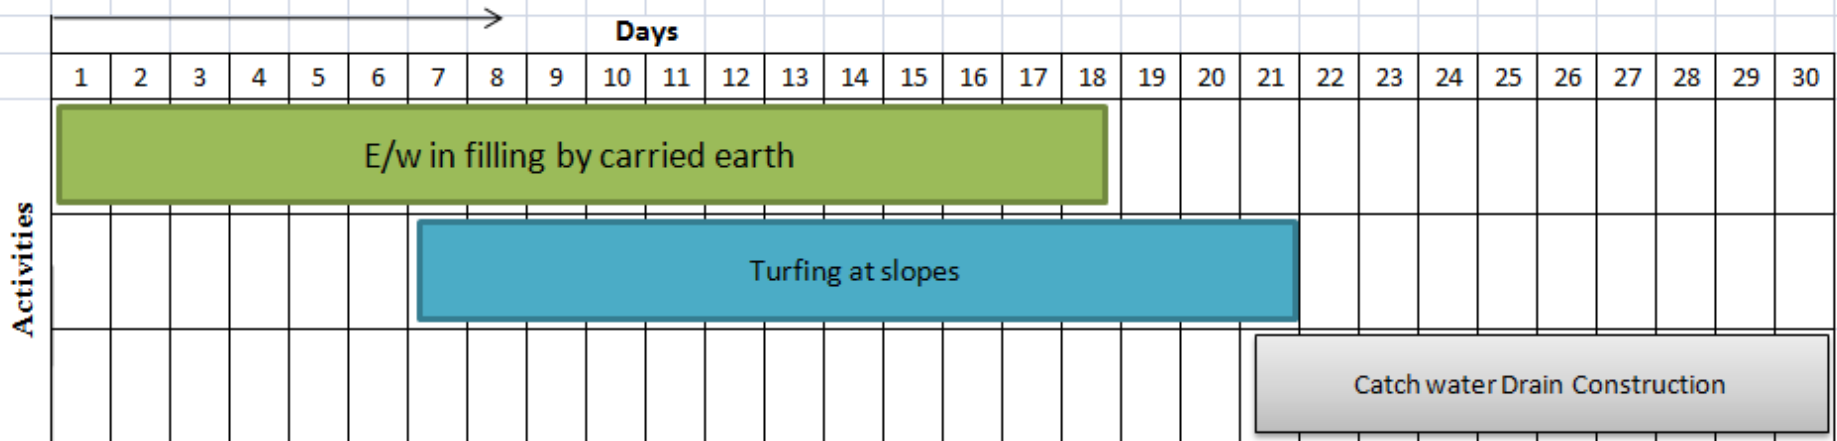 Days
1 2 3 4 5 6 7 8 9 10 11 12 13 14 15 16 17 18 19 20 21 22 23 24 25 26 27 28 29 30
Activities
E/w in filling by carried earth
Turfing at slopes
Catch water Drain Construction